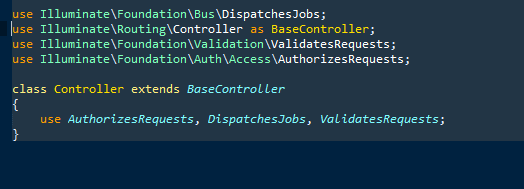 use Illuminate\Foundation\Bus\DispatchesJobs;
use Illuminate\Routing\Controller as BaseController;
use Illuminate\Foundation\Validation\ValidatesRequests;
use Illuminate\Foundation\Auth\Access\AuthorizesRequests;
class Controller extends BaseController
{
use AuthorizesRequests, DispatchesJobs, ValidatesRequests;
}